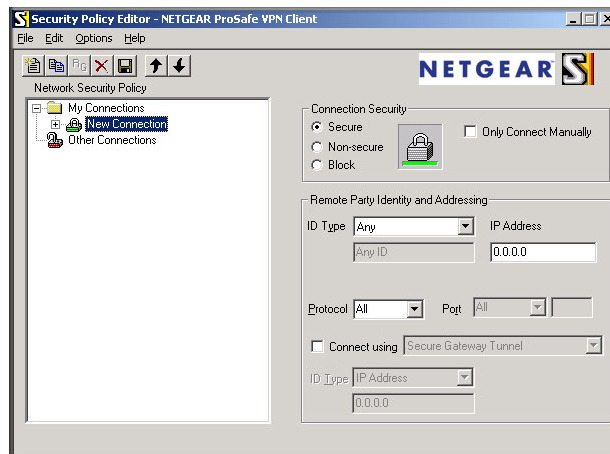 Security Policy Editor - NETGEAR ProSafe VPN Client
File Edit Options Help
NETGEAR
Network Security Policy
My Connections
New Connection
Other Connections
Connection Security
Secure
Non-secure
Block
Only Connect Manually
Remote Party Identity and Addressing
ID Type Any IP Address
Any ID 0.0.0.0
Protocol All Port All
Connect using Secure Gateway Tunnel
ID Type IP Address
0.0.0.0